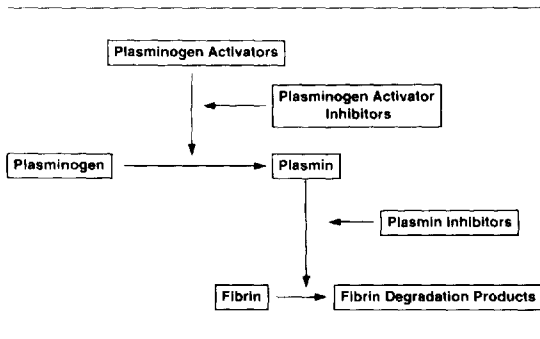 Plasminogen Activators
Plasminogen Activator
Inhibitors
Plasminogen
Plasmin
Plasmin Inhibitors
Fibrin
Fibrin Degradation Products